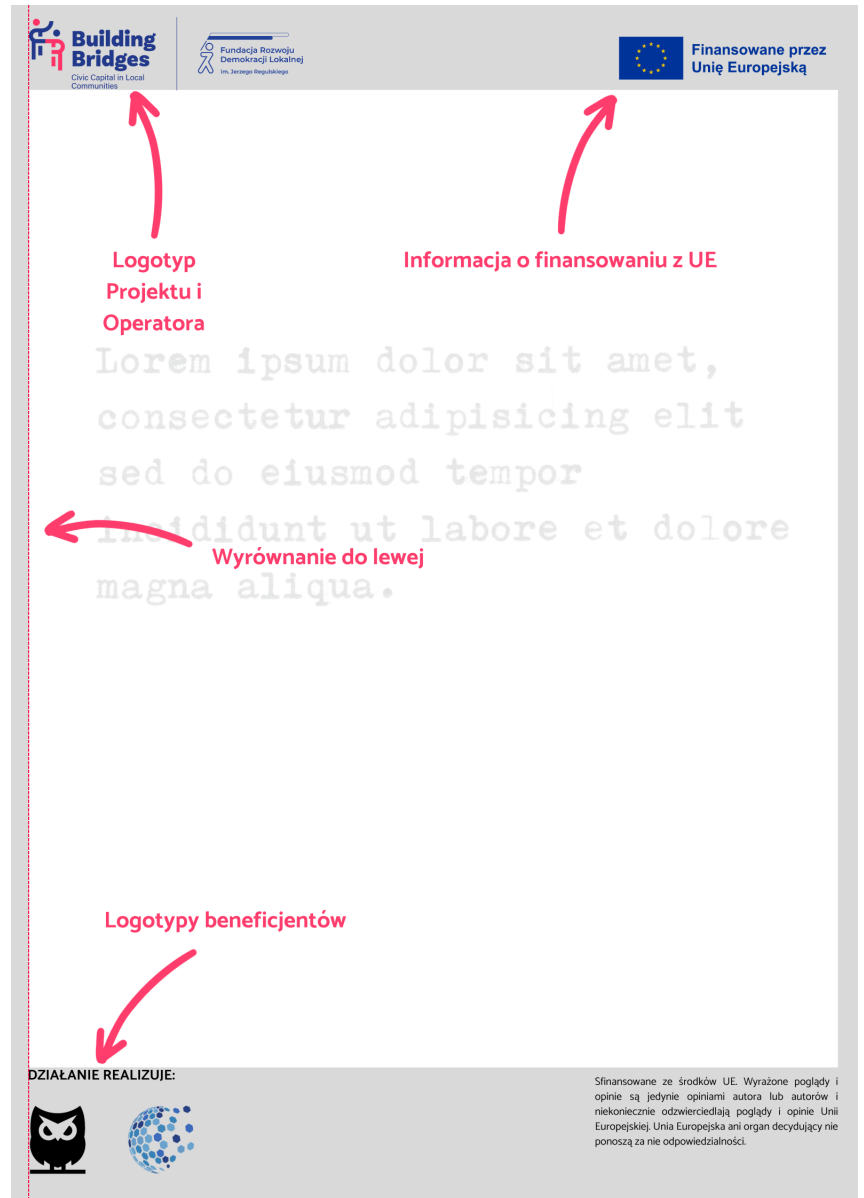 Building
Bridges
Civic Capital in Local
Communities
Fundacja Rozwoju
Demokracji Lokalnej
im. Jerzego Regulskiego
Finansowane przez
Unię Europejską
Logotyp
Projektu i
Operatora
Informacja o finansowaniu z UE
Lorem ipsum dolor sit amet,
consectetur adipisicing elit
sed do eiusmod tempor
incididunt ut labore et dolore
magna aliqua.
Wyrównanie do lewej
Logotypy beneficjentów
DZIAŁANIE REALIZUJE:
Sfinansowane ze środków UE. Wyrażone poglądy i
opinie są jedynie opiniami autora lub autorów i
niekoniecznie odzwierciedlają poglądy i opinie Unii
Europejskiej. Unia Europejska ani organ decydujący nie
ponoszą za nie odpowiedzialności.